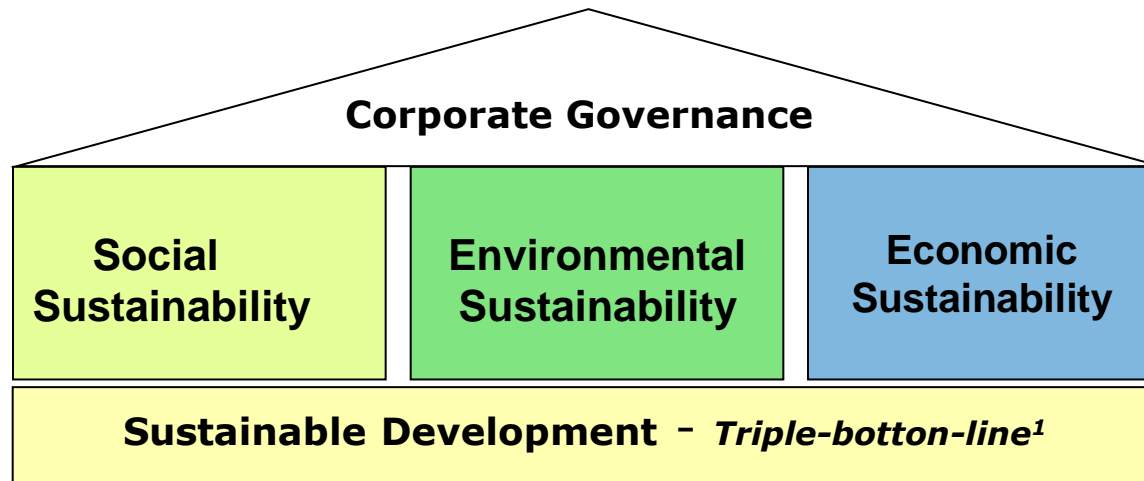 Corporate Governance
Social
Sustainability
Environmental
Sustainability
Economic
Sustainability
Sustainable Development - Triple-botton-line¹